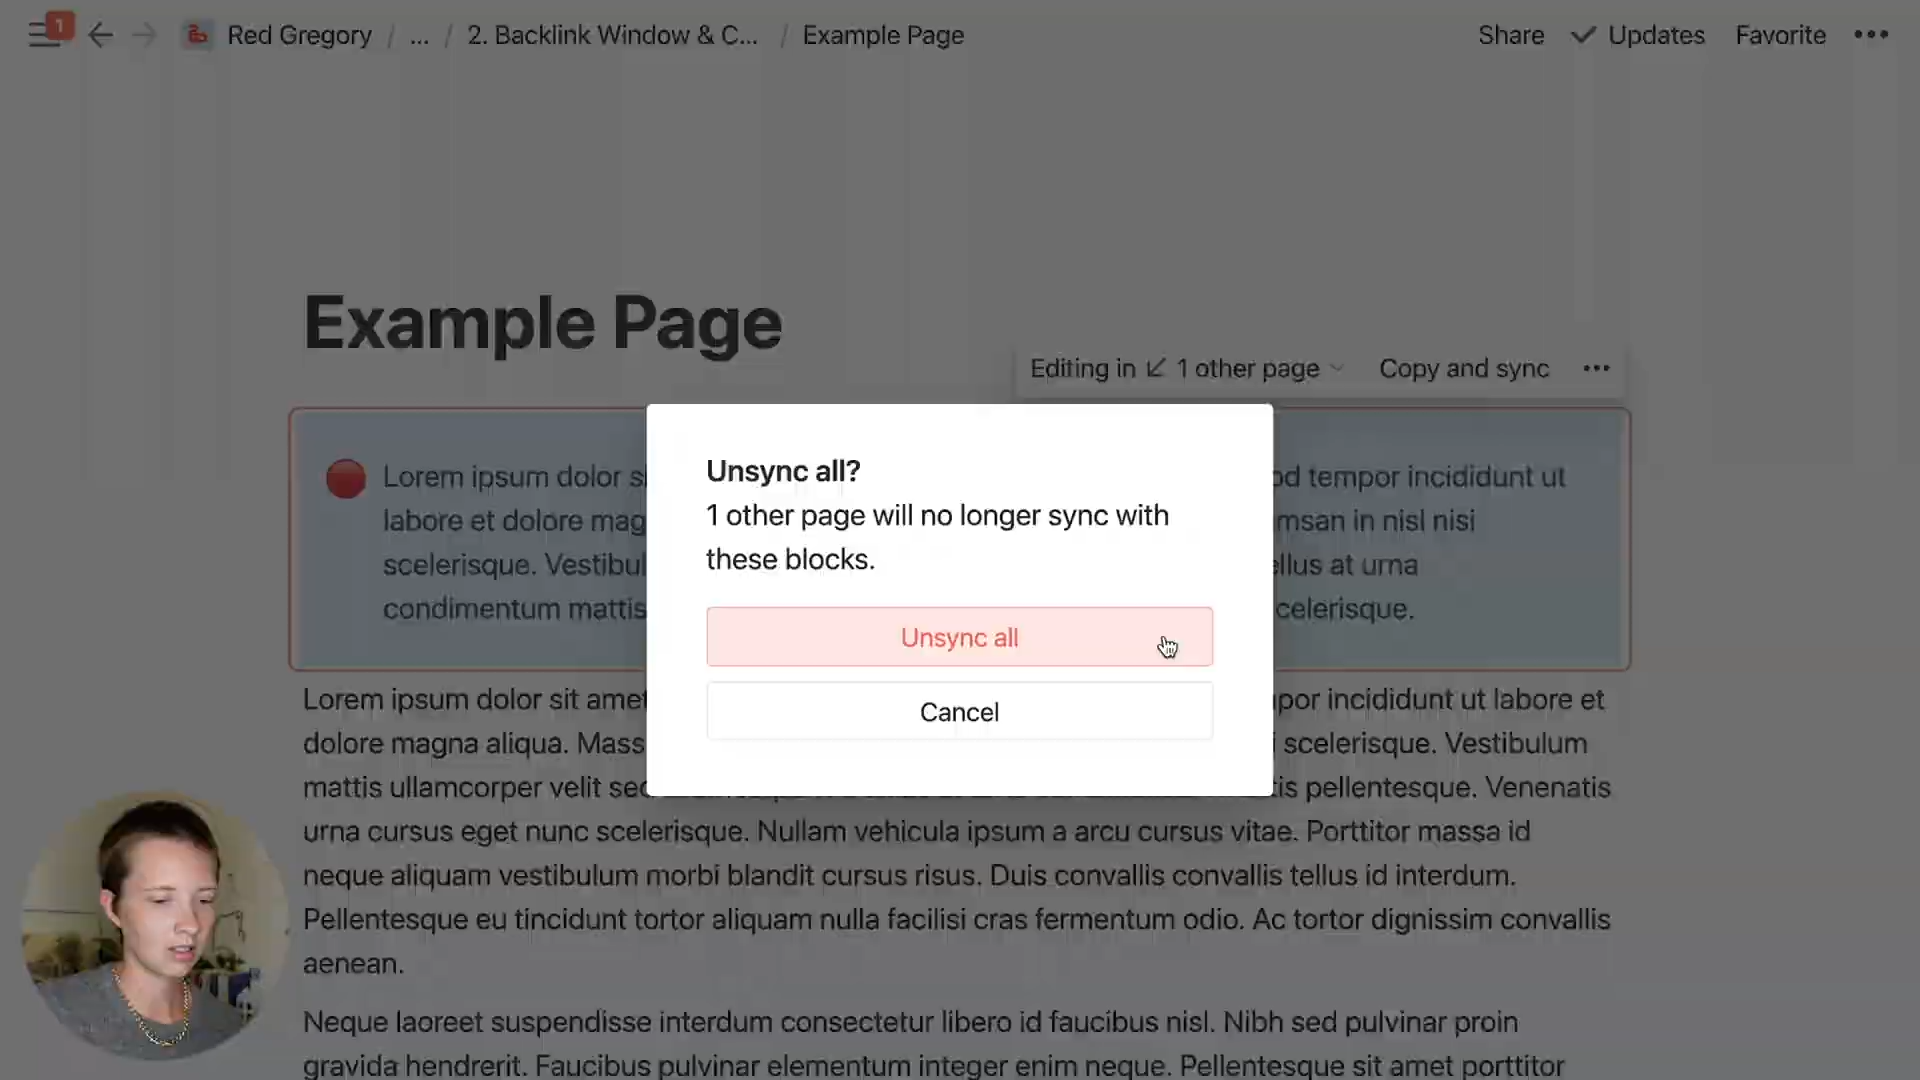 1
Red Gregory / ... / 2. Backlink Window & C... / Example Page
Share Updates Favorite
Example Page
Editing in 1 other page Copy and sync
Lorem ipsum dolor s
od tempor incididunt ut
labore et dolore mag
msan in nisl nisi
scelerisque. Vestibul
ellus at urna
condimentum mattis
celerisque.
Unsync all?
1 other page will no longer sync with
these blocks.
Unsync all
Cancel
Lorem ipsum dolor sit amet
por incididunt ut labore et
dolore magna aliqua. Mass
i scelerisque. Vestibulum
mattis ullamcorper velit sed
tis pellentesque. Venenatis
urna cursus eget nunc scelerisque. Nullam vehicula ipsum a arcu cursus vitae. Porttitor massa id
neque aliquam vestibulum morbi blandit cursus risus. Duis convallis convallis tellus id interdum.
Pellentesque eu tincidunt tortor aliquam nulla facilisi cras fermentum odio. Ac tortor dignissim convallis
aenean.
Neque laoreet suspendisse interdum consectetur libero id faucibus nisl. Nibh sed pulvinar proin
gravida hendrerit. Faucibus pulvinar elementum integer enim neque. Pellentesque sit amet porttitor